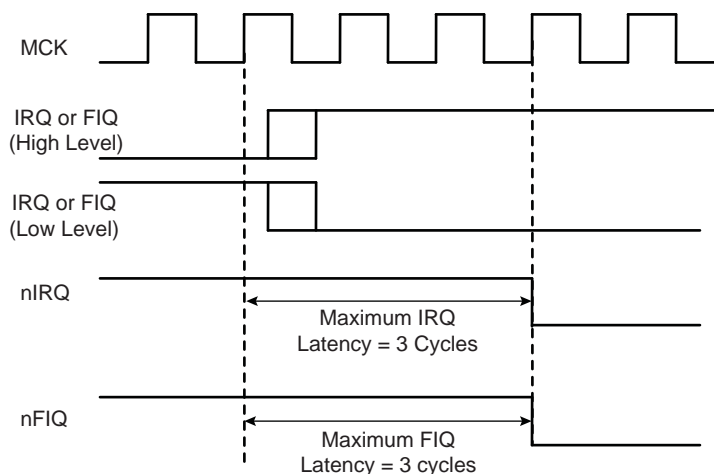 MCK
IRQ or FIQ
(High Level)
IRQ or FIQ
(Low Level)
nIRQ
Maximum IRQ
Latency = 3 Cycles
nFIQ
Maximum FIQ
Latency = 3 cycles